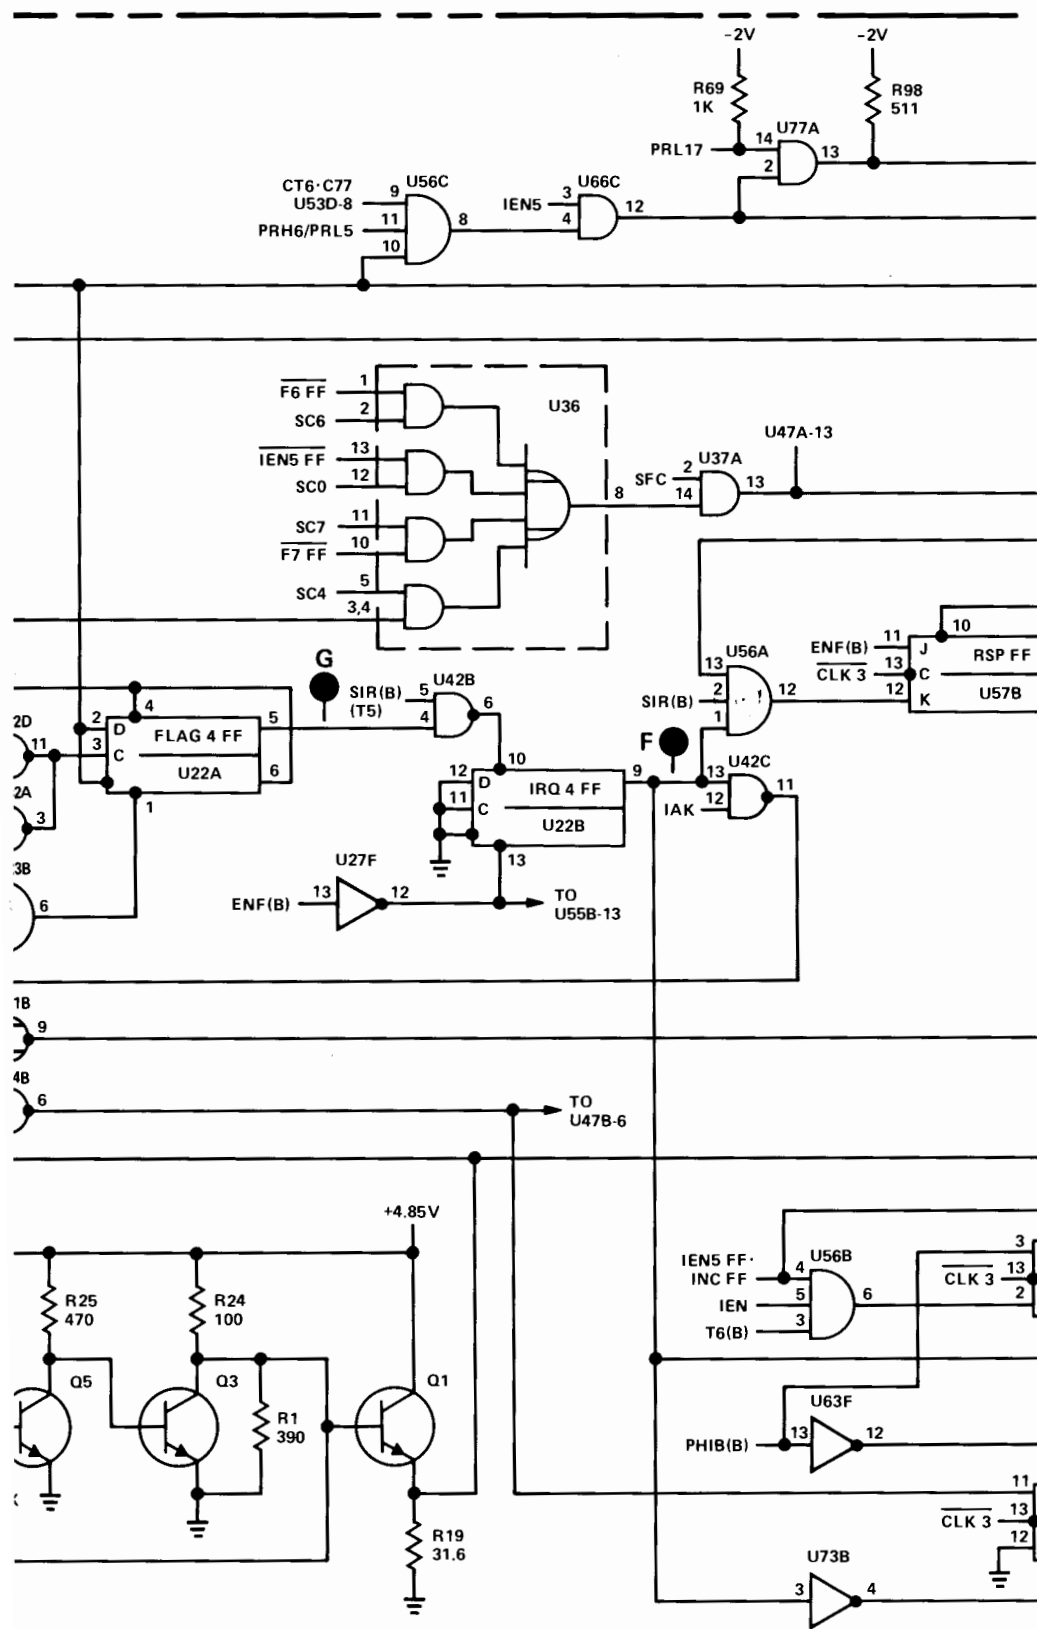 -2V
-2V
R69
1K
R98
511
U77A
PRL17
14
2
13
CT6·C77
U53D-8
9
U56C
PRH6/PRL5
11
10
8
IEN5
3
4
U66C
12
F6 FF
1
SC6
2
U36
IEN5 FF
13
SC0
12
SC7
11
F7 FF
10
SC4
5
3,4
8
U47A-13
U37A
SFC
2
14
13
G
F
U56A
13
SIR(B)
2
1
12
ENF(B)
11
J
10
RSP FF
CLK 3
13
C
12
K
U57B
SIR(B)
(T5)
5
4
U42B
6
2D
11
2A
3
3B
6
2
D
4
FLAG 4 FF
5
3
C
U22A
6
1
12
D
10
IRQ 4 FF
9
11
C
U22B
13
U42C
13
IAK
12
11
U27F
ENF(B)
13
12
TO
U55B-13
1B
9
4B
6
TO
U47B-6
+4.85V
R25
470
R24
100
Q5
Q3
R1
390
Q1
R19
31.6
IEN5 FF·
INC FF
4
U56B
IEN
5
T6(B)
3
6
3
CLK 3
13
2
U63F
PHIB(B)
13
12
11
CLK 3
13
12
U73B
3
4